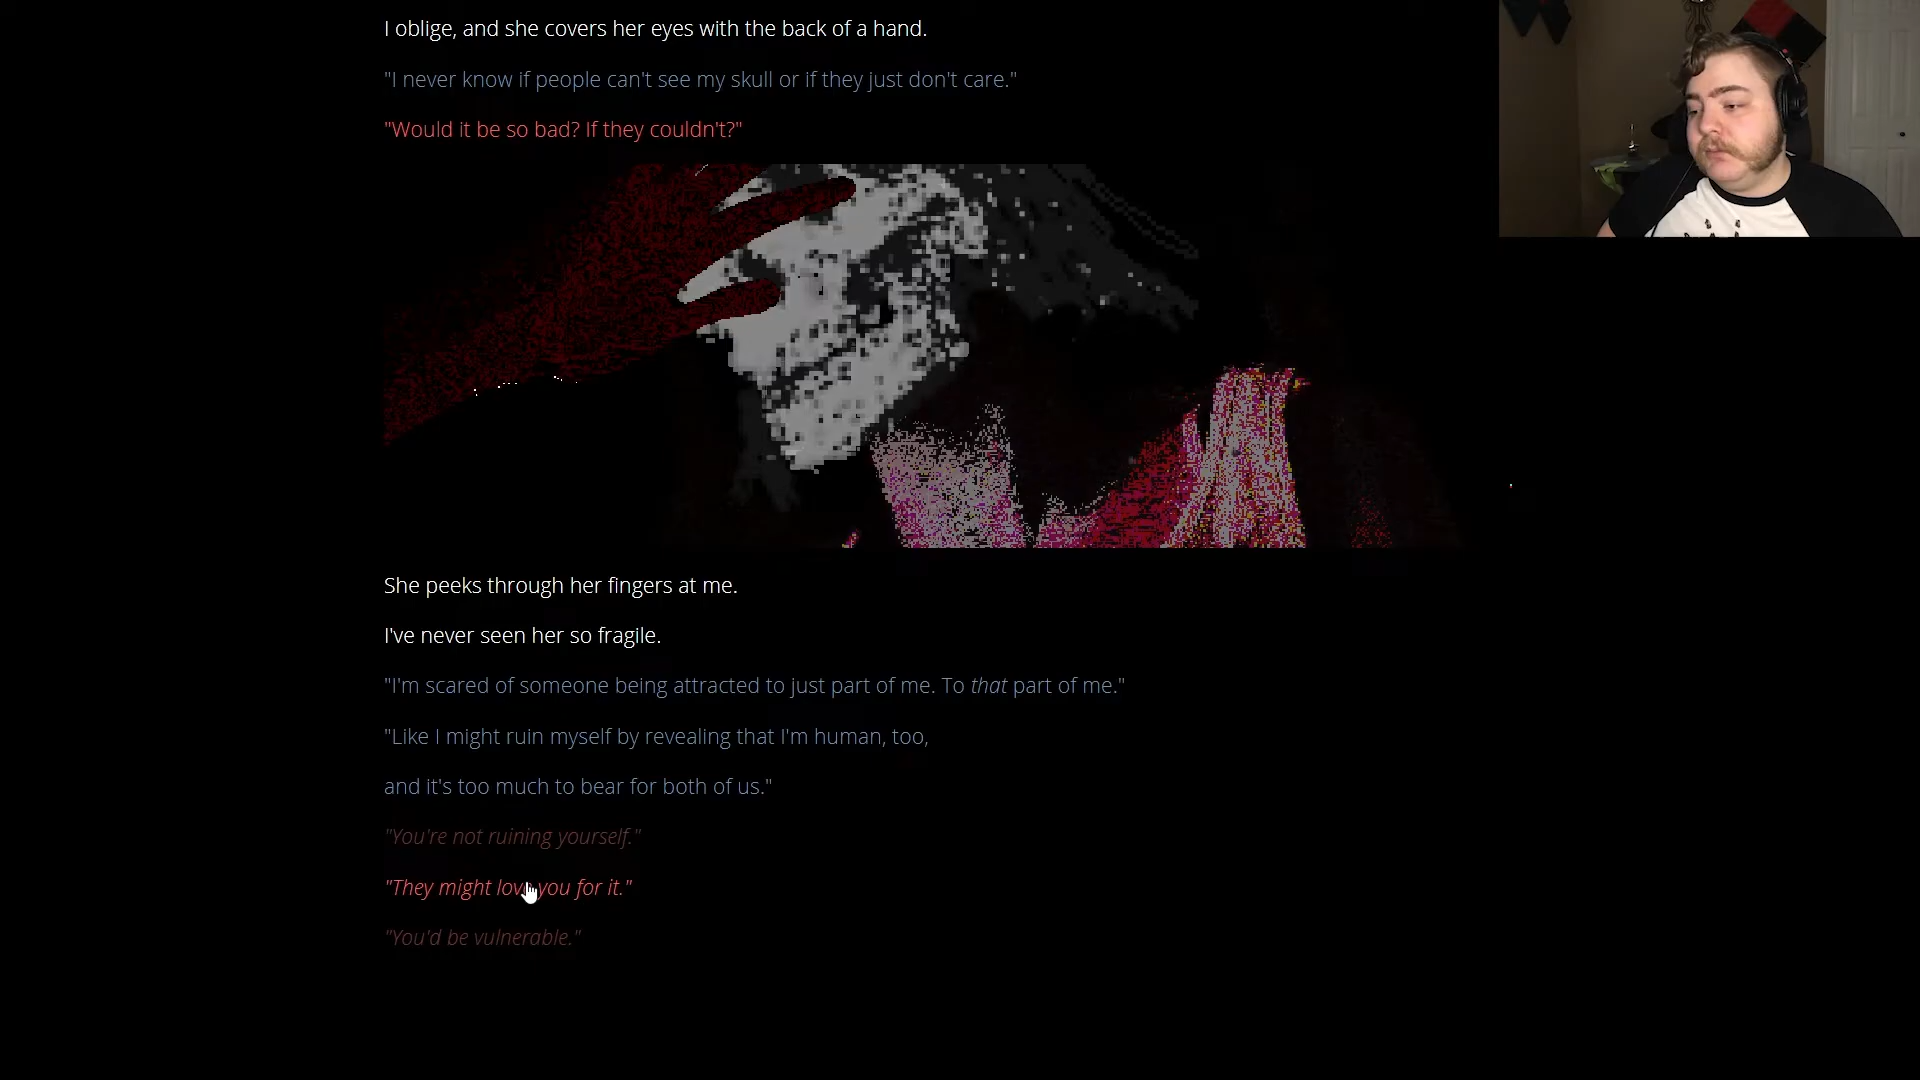 I oblige, and she covers her eyes with the back of a hand.
"I never know if people can't see my skull or if they just don't care."
"Would it be so bad? If they couldn't?"
She peeks through her fingers at me.
I've never seen her so fragile.
"I'm scared of someone being attracted to just part of me. To that part of me."
"Like I might ruin myself by revealing that I'm human, too,
and it's too much to bear for both of us."
"You're not ruining yourself."
"They might love you for it."
"You'd be vulnerable."